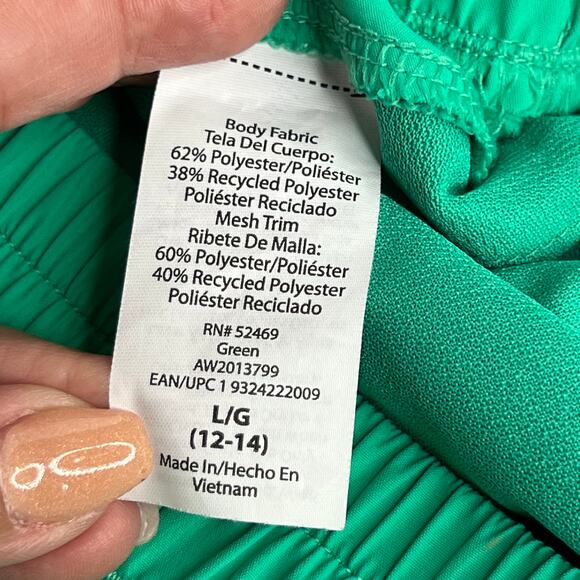 Body Fabric
Tela Del Cuerpo:
62% Polyester/Poliéster
38% Recycled Polyester
Poliéster Reciclado
Mesh Trim
Ribete De Malla:
60% Polyester/Poliéster
40% Recycled Polyester
Poliéster Reciclado
RN# 52469
Green
AW2013799
EAN/UPC 1 9324222009
L/G
(12-14)
Made In/Hecho En
Vietnam